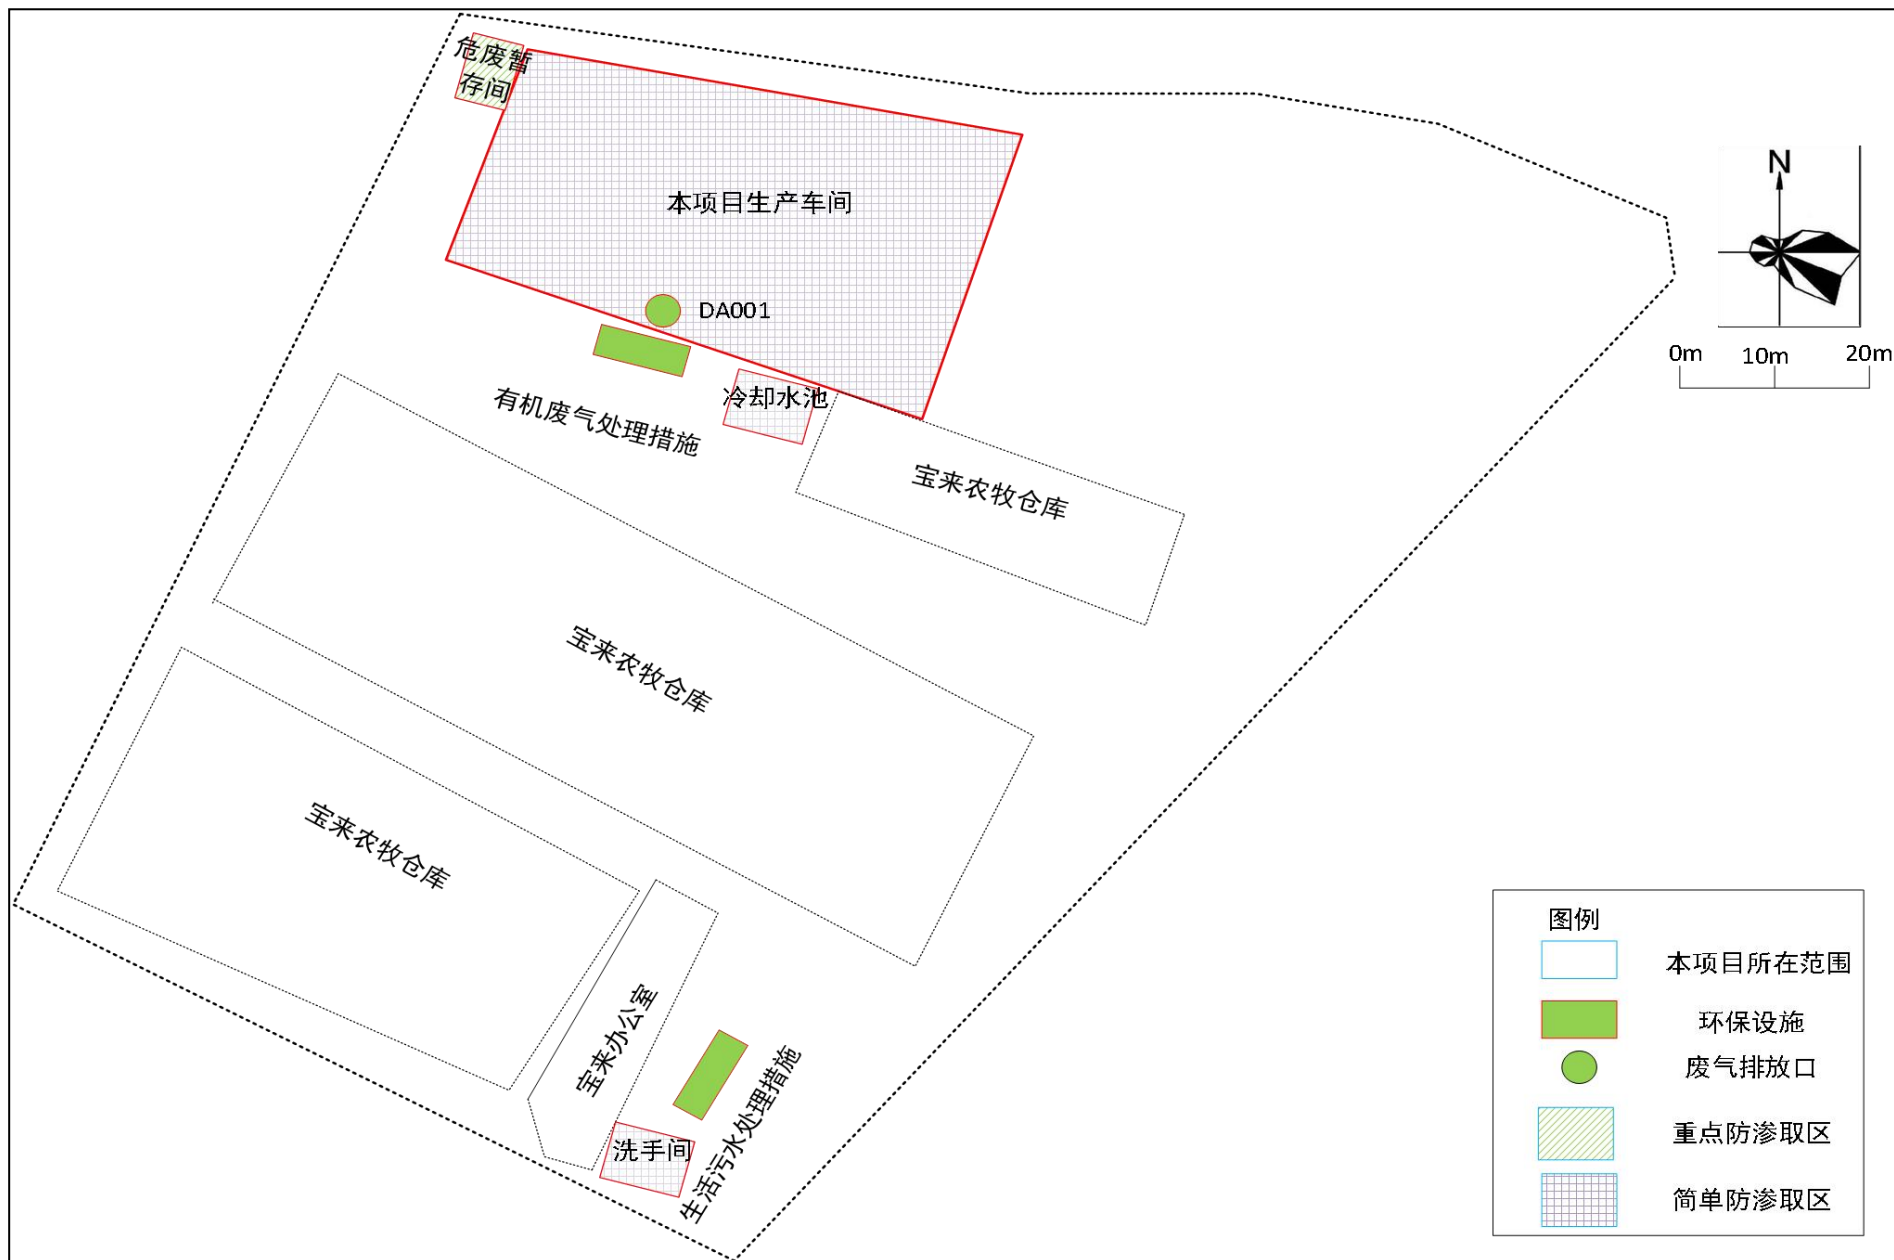 危废暂
存间
本项目生产车间
N
DA001
0m
10m
20m
冷却水池
有机废气处理措施
宝来农牧仓库
宝来农牧仓库
宝来农牧仓库
宝来办公室
生活污水处理措施
洗手间
图例
本项目所在范围
环保设施
废气排放口
重点防渗取区
简单防渗取区